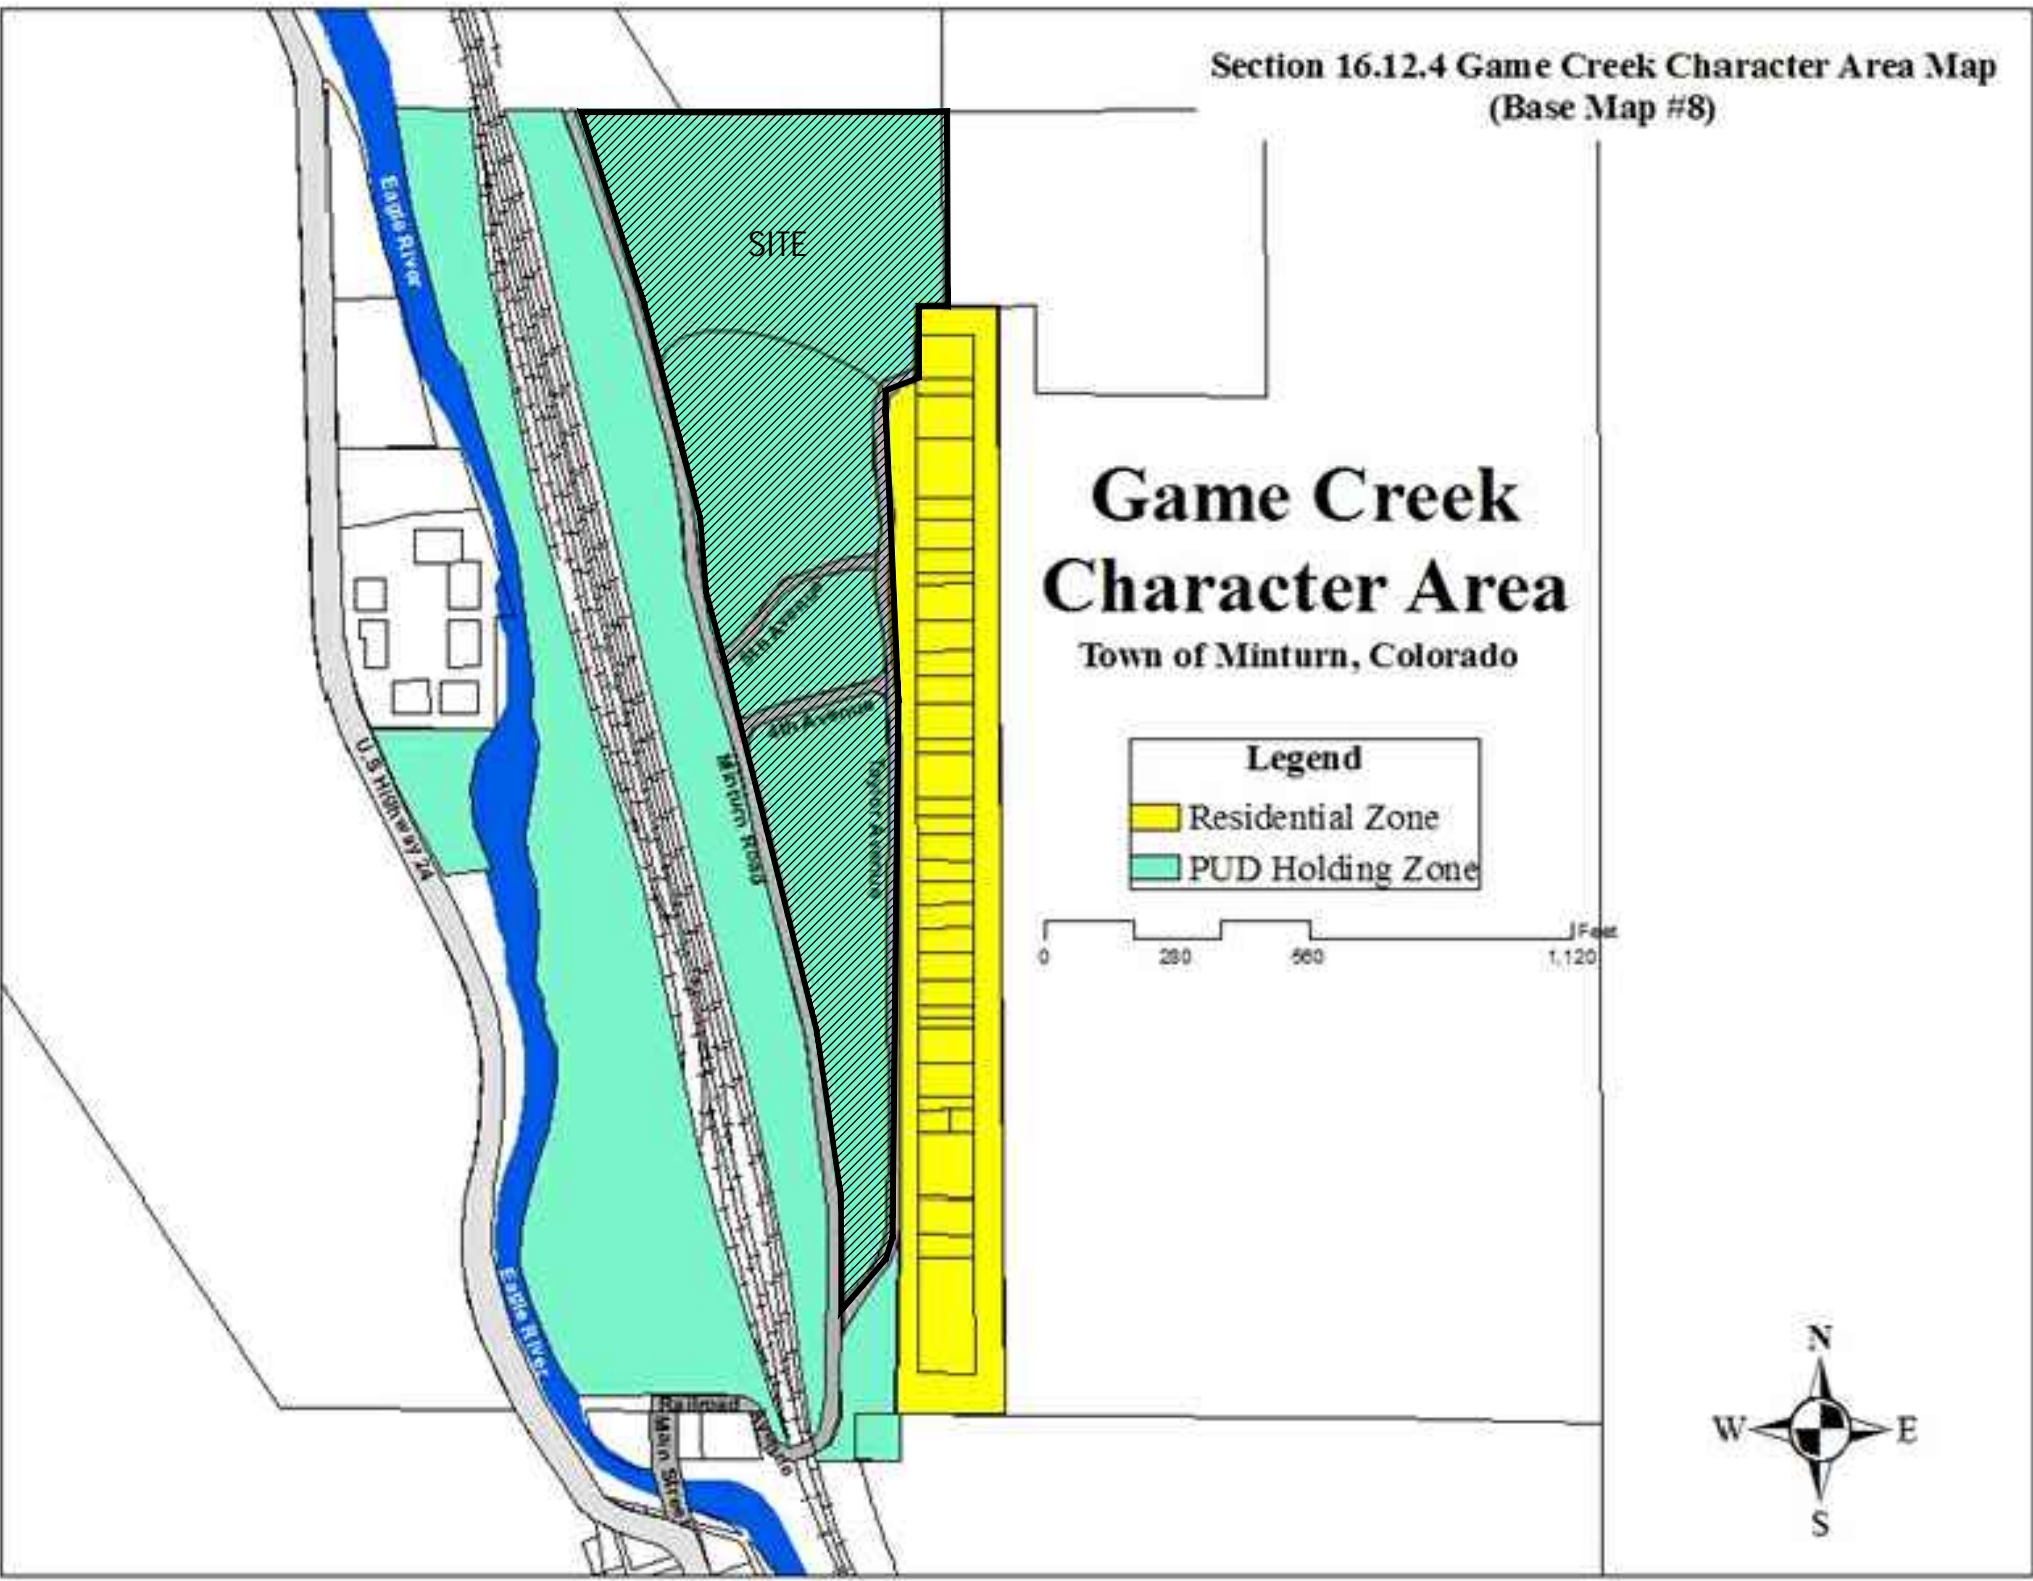 Section 16.12.4 Game Creek Character Area Map
(Base Map #8)
Eagle River
SITE
Game Creek
Character Area
Town of Minturn, Colorado
5th Avenue
4th Avenue
Minturn Road
Taylor Avenue
U.S Highway 24
Legend
Residential Zone
PUD Holding Zone
Feet
0 280 560 1,120
Eagle River
Railroad
Avenue
Main Street
N
W E
S